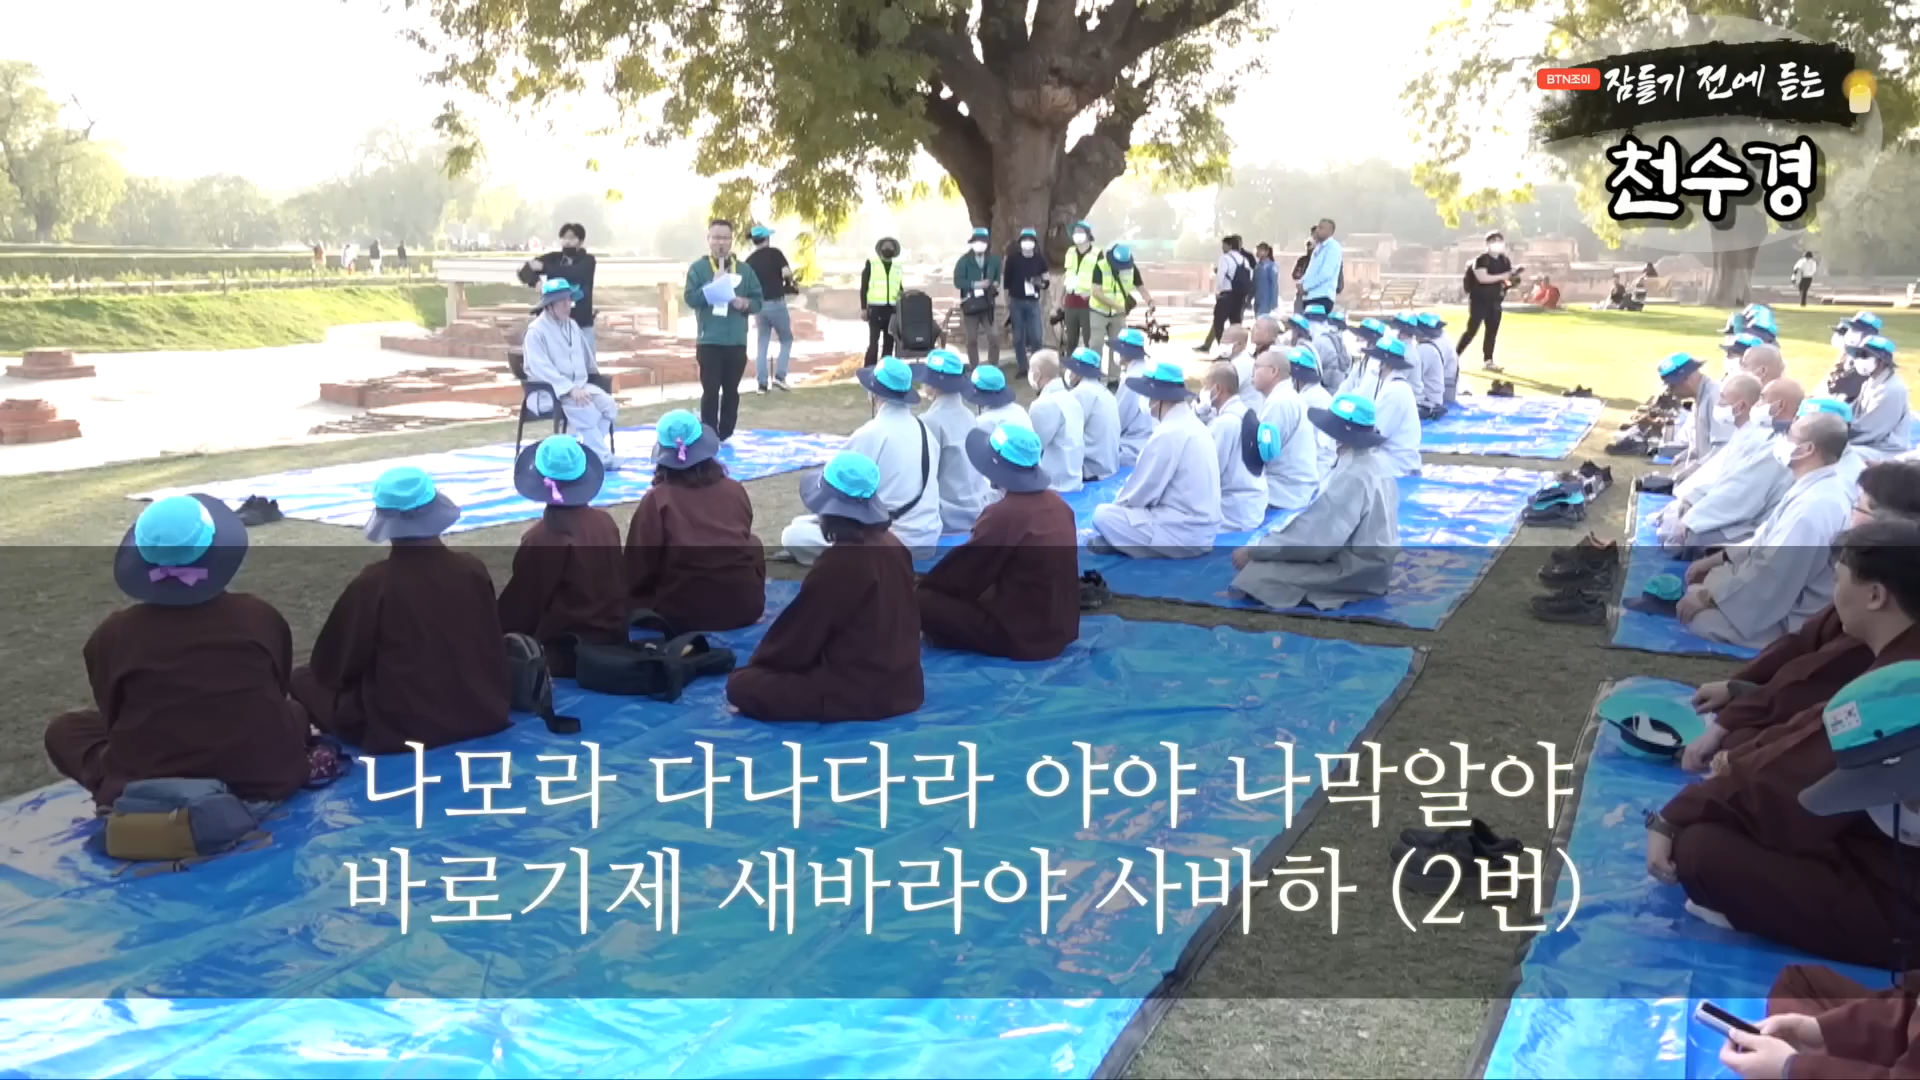 BTN조이 잠들기 전에 듣는
천수경
나모라 다나다라 야야 나막알야
바로기제 새바라야 사바하 (2번)